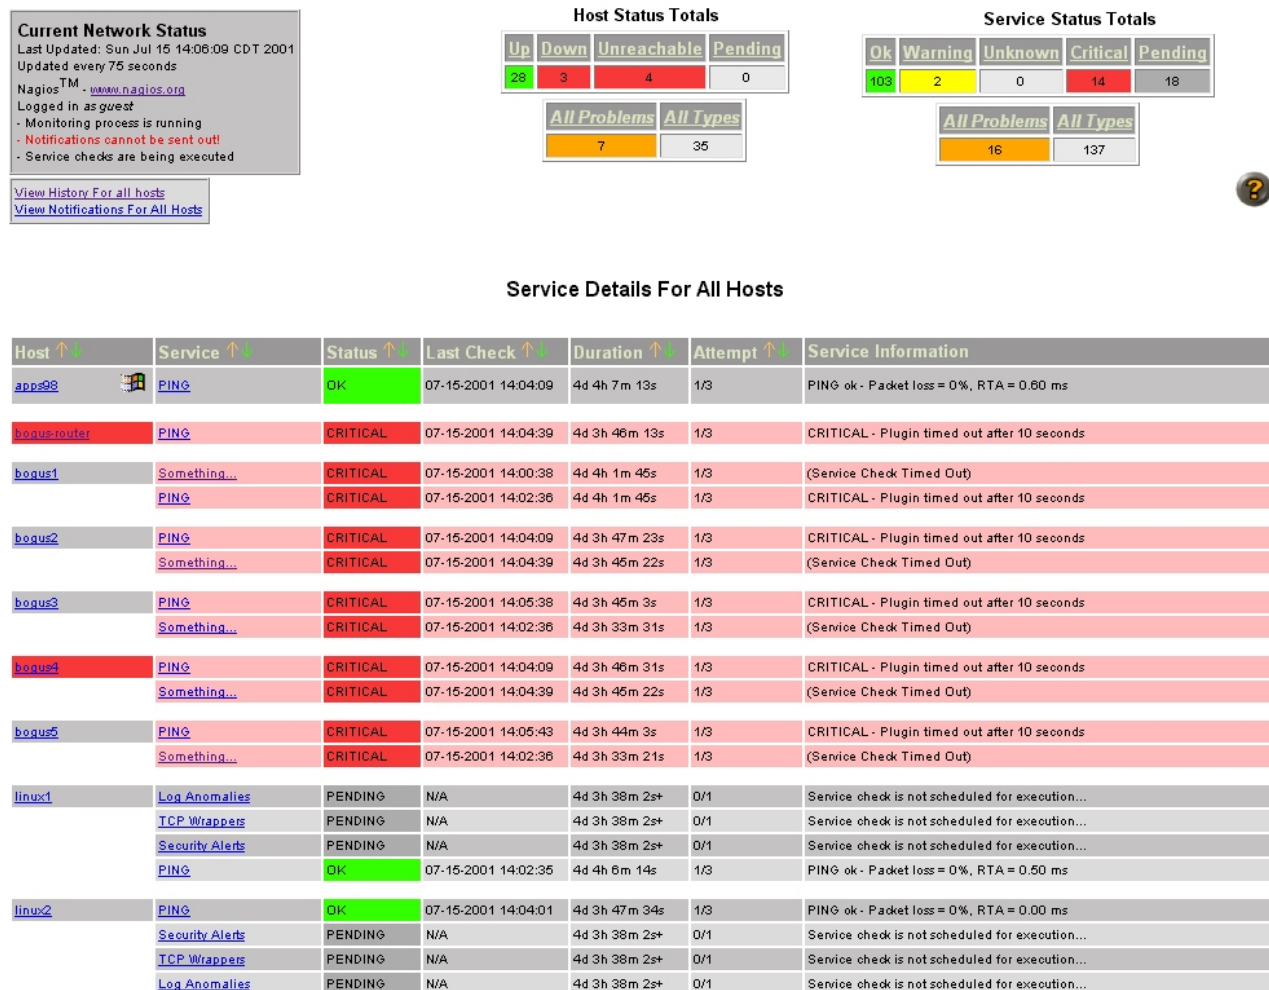 Current Network Status
Last Updated: Sun Jul 15 14:06:09 CDT 2001
Updated every 75 seconds
Nagios™ - www.nagios.org
Logged in as guest
- Monitoring process is running
- Notifications cannot be sent out!
- Service checks are being executed
View History For all hosts
View Notifications For All Hosts
Host Status Totals
Up Down Unreachable Pending
28 3 4 0
All Problems All Types
7 35
Service Status Totals
Ok Warning Unknown Critical Pending
103 2 0 14 18
All Problems All Types
16 137
?
Service Details For All Hosts
Host Service Status Last Check Duration Attempt Service Information
apps98 PING OK 07-15-2001 14:04:09 4d 4h 7m 13s 1/3 PING ok - Packet loss = 0%, RTA = 0.60 ms
bogus-router PING CRITICAL 07-15-2001 14:04:39 4d 3h 46m 13s 1/3 CRITICAL - Plugin timed out after 10 seconds
bogus1 Something... CRITICAL 07-15-2001 14:00:38 4d 4h 1m 45s 1/3 (Service Check Timed Out)
PING CRITICAL 07-15-2001 14:02:36 4d 4h 1m 45s 1/3 CRITICAL - Plugin timed out after 10 seconds
bogus2 PING CRITICAL 07-15-2001 14:04:09 4d 3h 47m 23s 1/3 CRITICAL - Plugin timed out after 10 seconds
Something... CRITICAL 07-15-2001 14:04:39 4d 3h 45m 22s 1/3 (Service Check Timed Out)
bogus3 PING CRITICAL 07-15-2001 14:05:38 4d 3h 45m 3s 1/3 CRITICAL - Plugin timed out after 10 seconds
Something... CRITICAL 07-15-2001 14:02:36 4d 3h 33m 31s 1/3 (Service Check Timed Out)
bogus4 PING CRITICAL 07-15-2001 14:04:09 4d 3h 46m 31s 1/3 CRITICAL - Plugin timed out after 10 seconds
Something... CRITICAL 07-15-2001 14:04:39 4d 3h 45m 22s 1/3 (Service Check Timed Out)
bogus5 PING CRITICAL 07-15-2001 14:05:43 4d 3h 44m 3s 1/3 CRITICAL - Plugin timed out after 10 seconds
Something... CRITICAL 07-15-2001 14:02:36 4d 3h 33m 21s 1/3 (Service Check Timed Out)
linux1 Log Anomalies PENDING N/A 4d 3h 38m 2s+ 0/1 Service check is not scheduled for execution...
TCP Wrappers PENDING N/A 4d 3h 38m 2s+ 0/1 Service check is not scheduled for execution...
Security Alerts PENDING N/A 4d 3h 38m 2s+ 0/1 Service check is not scheduled for execution...
PING OK 07-15-2001 14:02:35 4d 4h 6m 14s 1/3 PING ok - Packet loss = 0%, RTA = 0.50 ms
linux2 PING OK 07-15-2001 14:04:01 4d 3h 47m 34s 1/3 PING ok - Packet loss = 0%, RTA = 0.00 ms
Security Alerts PENDING N/A 4d 3h 38m 2s+ 0/1 Service check is not scheduled for execution...
TCP Wrappers PENDING N/A 4d 3h 38m 2s+ 0/1 Service check is not scheduled for execution...
Log Anomalies PENDING N/A 4d 3h 38m 2s+ 0/1 Service check is not scheduled for execution...